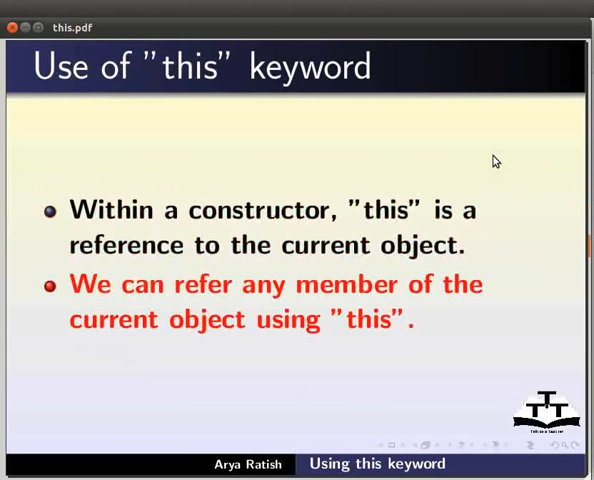 this.pdf
Use of ”this” keyword
Within a constructor, ”this” is a
reference to the current object.
We can refer any member of the
current object using ”this”.
TTT
Arya Ratish
Using this keyword